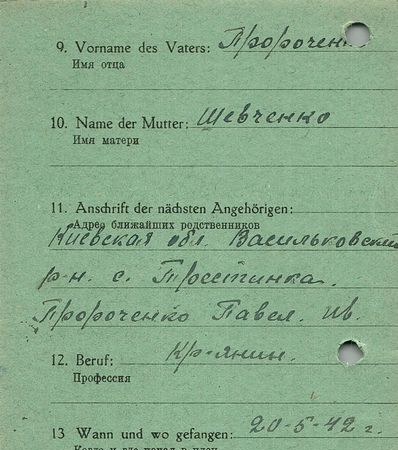 9. Vorname des Vaters: Пророченко
Имя отца
10. Name der Mutter: Шевченко
Имя матери
11. Anschrift der nächsten Angehörigen:
Адрес ближайших родственников
Киевская обл. Васильковский
р-н. с. Трестинка.
Пророченко Павел. Ив.
12. Beruf: Кр-янин.
Профессия
13 Wann und wo gefangen: 20-5-42 г.
Когда и где попал в плен